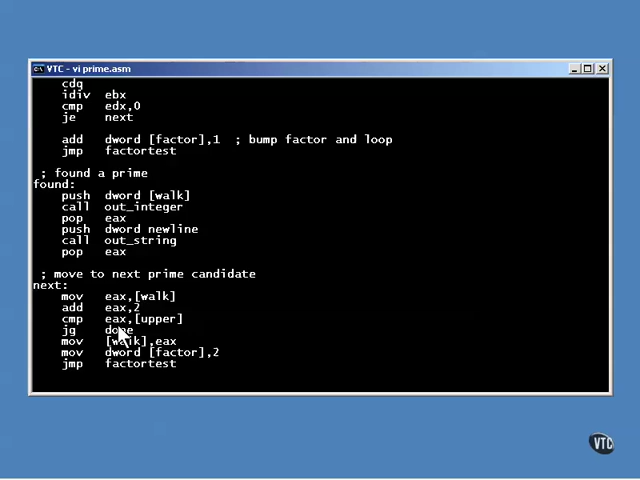 VTC - vi prime.asm
cdq
idiv ebx
cmp edx,0
je next
add dword [factor],1 ; bump factor and loop
jmp factortest
; found a prime
found:
push dword [walk]
call out_integer
pop eax
push dword newline
call out_string
pop eax
; move to next prime candidate
next:
mov eax,[walk]
add eax,2
cmp eax,[upper]
jg done
mov [walk],eax
mov dword [factor],2
jmp factortest
VTC